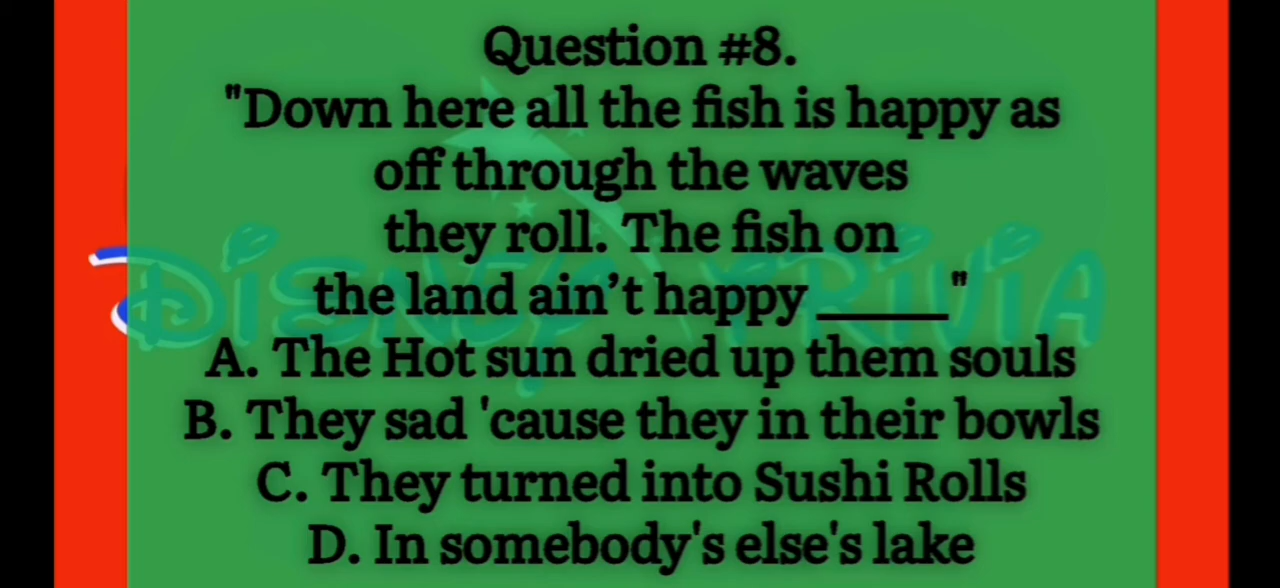 Question #8.
"Down here all the fish is happy as
off through the waves
they roll. The fish on
the land ain’t happy _____"
DiSNEY TRiViA
A. The Hot sun dried up them souls
B. They sad 'cause they in their bowls
C. They turned into Sushi Rolls
D. In somebody's else's lake